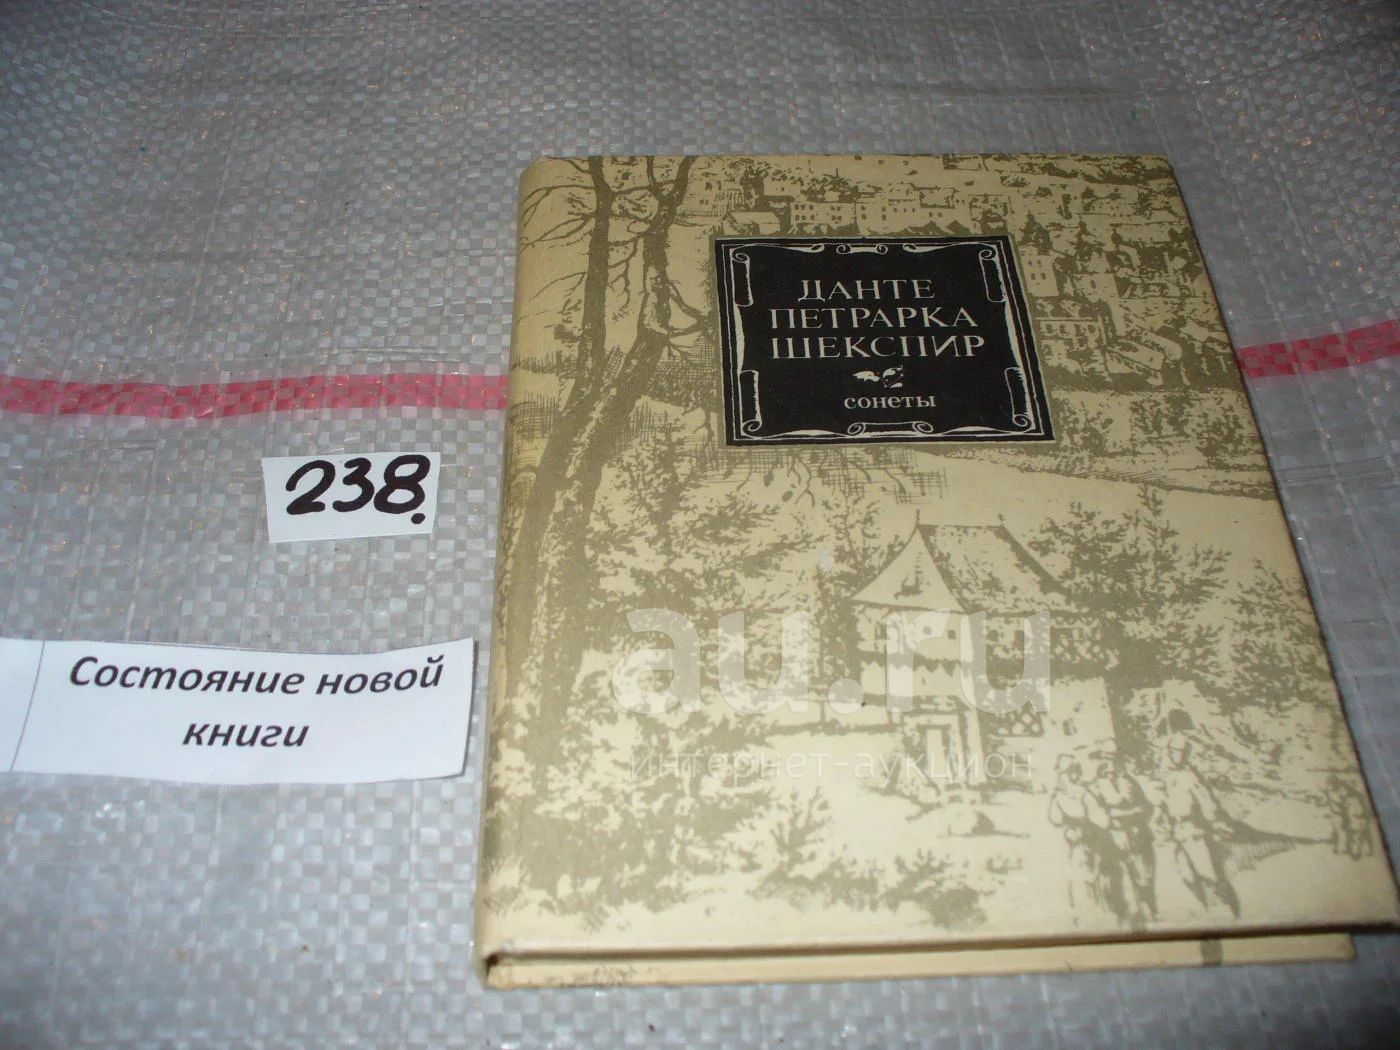 ДАНТЕ
ПЕТРАРКА
ШЕКСПИР
сонеты
238.
Состояние новой
книги
au.ru
интернет-аукцион